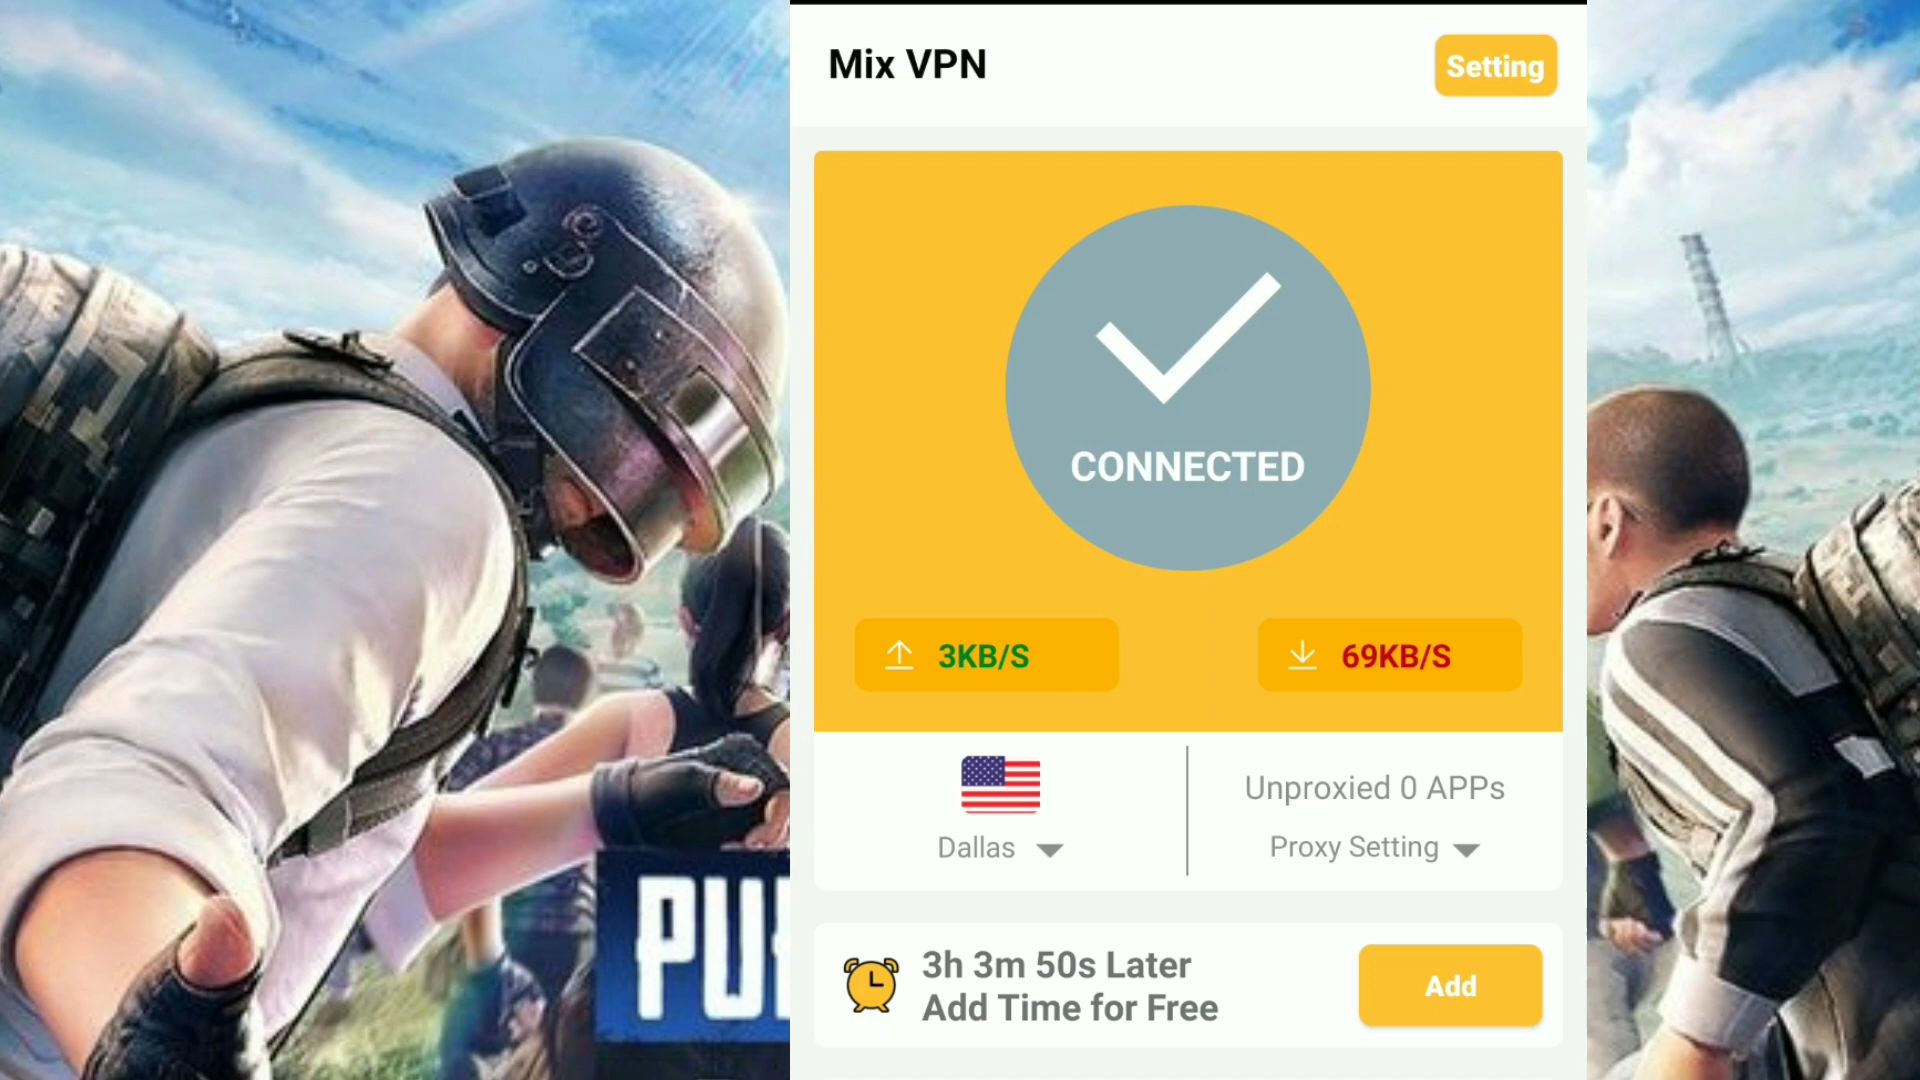 Mix VPN
Setting
CONNECTED
3KB/S
69KB/S
Dallas
Unproxied 0 APPs
Proxy Setting
3h 3m 50s Later
Add Time for Free
Add
PU